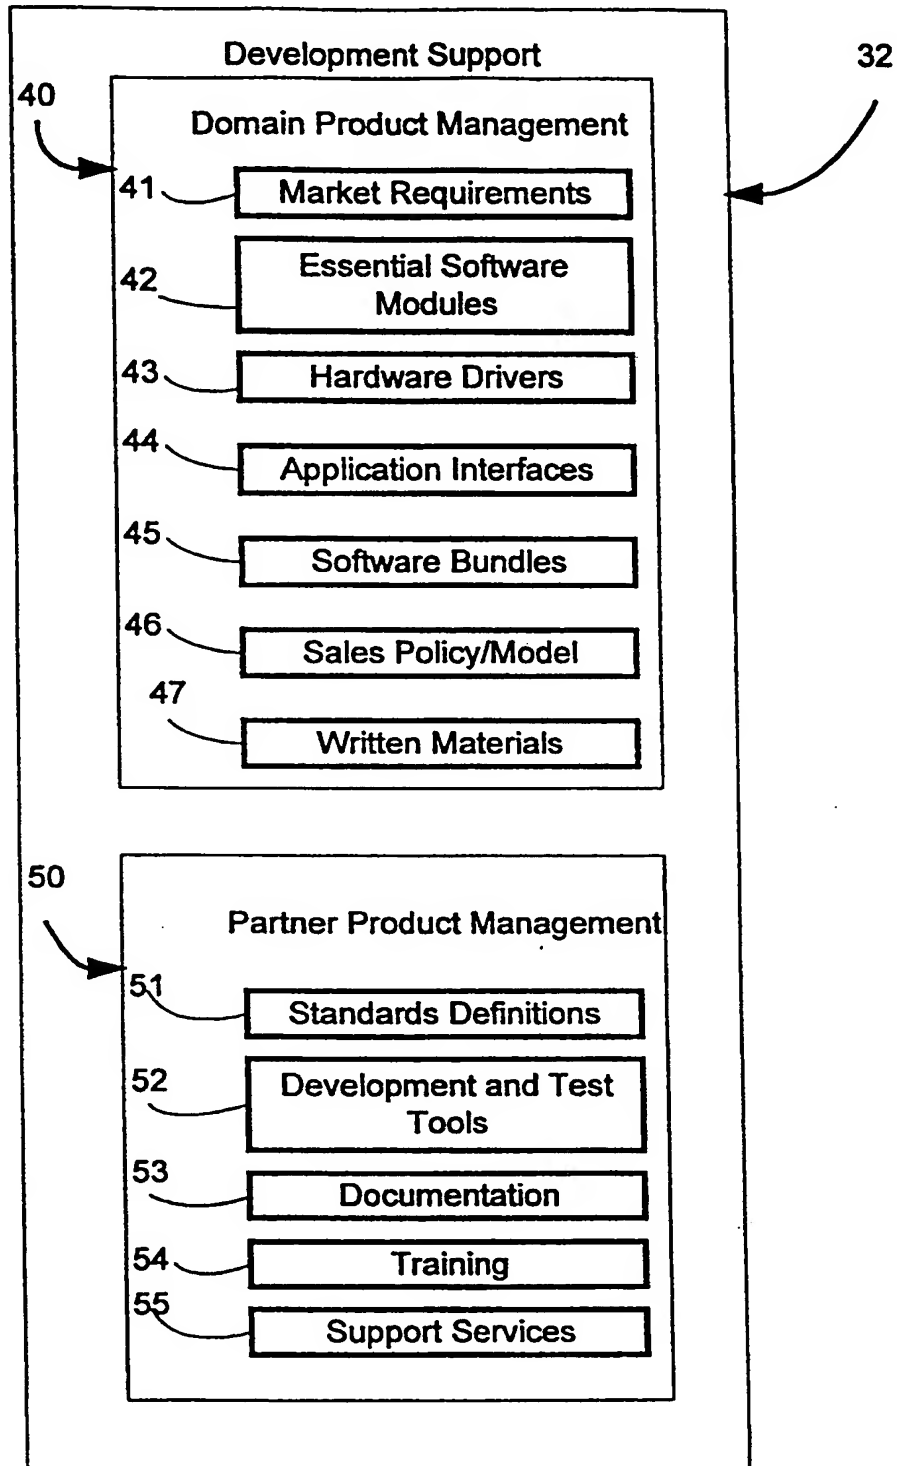 Development Support
32
40
Domain Product Management
41
Market Requirements
42
Essential Software
Modules
43
Hardware Drivers
44
Application Interfaces
45
Software Bundles
46
Sales Policy/Model
47
Written Materials
50
Partner Product Management
51
Standards Definitions
52
Development and Test
Tools
53
Documentation
54
Training
55
Support Services